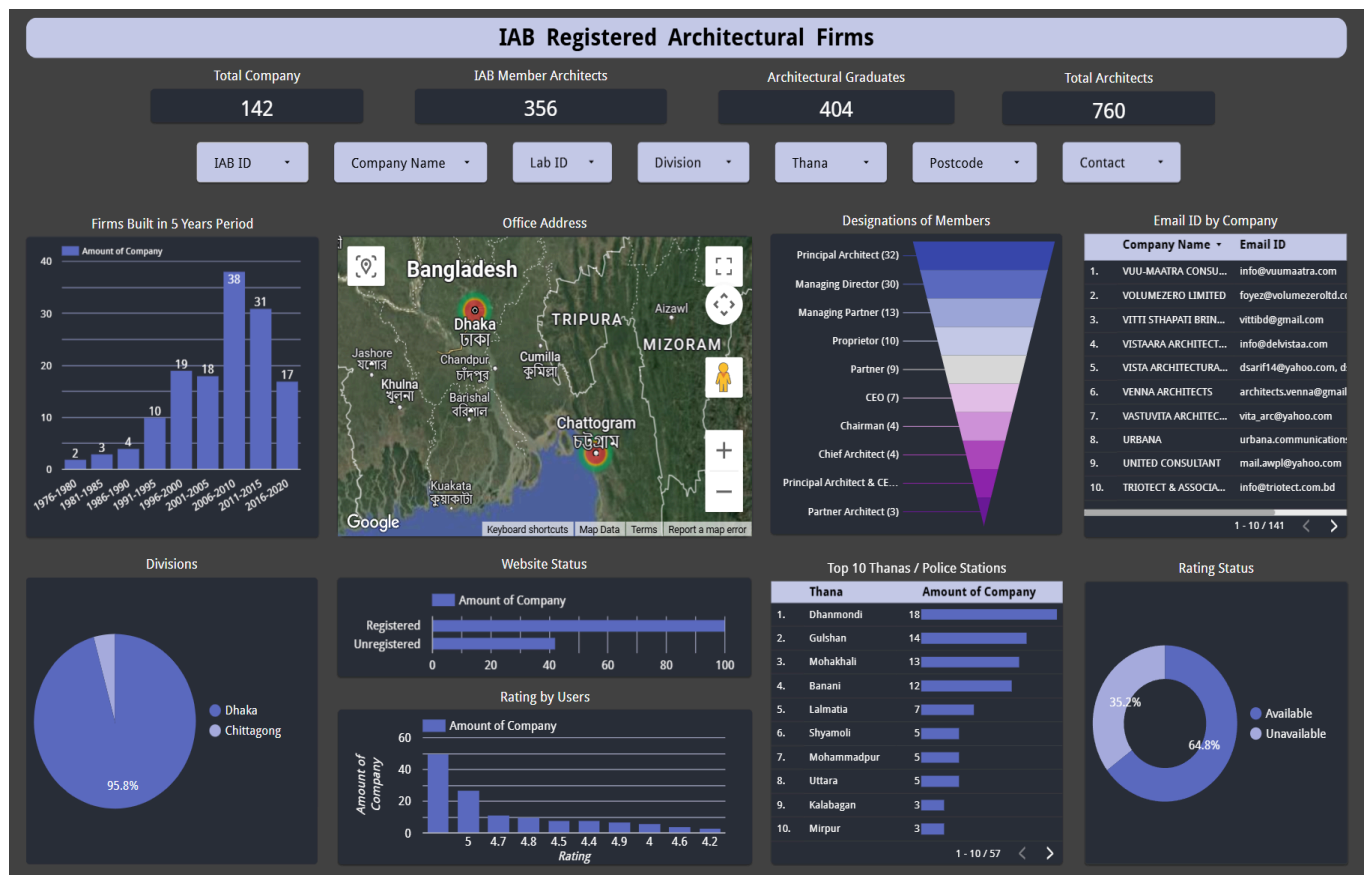 IAB Registered Architectural Firms
Total Company
142
IAB Member Architects
356
Architectural Graduates
404
Total Architects
760
IAB ID
Company Name
Lab ID
Division
Thana
Postcode
Contact
Firms Built in 5 Years Period
Amount of Company
40
30
20
10
0
2
3
4
10
19
18
38
31
17
1976-1980
1981-1985
1986-1990
1991-1995
1996-2000
2001-2005
2006-2010
2011-2015
2016-2020
Office Address
Bangladesh
Dhaka
ঢাকা
TRIPURA
Aizawl
MIZORAM
Jashore
যশোর
Chandpur
চাঁদপুর
Cumilla
কুমিল্লা
Khulna
খুলনা
Barishal
বরিশাল
Chattogram
চট্টগ্রাম
Kuakata
কুয়াকাটা
Google
Keyboard shortcuts
Map Data
Terms
Report a map error
Designations of Members
Principal Architect (32)
Managing Director (30)
Managing Partner (13)
Proprietor (10)
Partner (9)
CEO (7)
Chairman (4)
Chief Architect (4)
Principal Architect & CE...
Partner Architect (3)
Email ID by Company
Company Name Email ID
1. VUU-MAATRA CONSU... info@vuumaatra.com
2. VOLUMEZERO LIMITED foyez@volumezeroltd.co
3. VITTI STHAPATI BRIN... vittibd@gmail.com
4. VISTAARA ARCHITECT... info@delvistaa.com
5. VISTA ARCHITECTURA... dsarif14@yahoo.com, d
6. VENNA ARCHITECTS architects.venna@gmail
7. VASTUVITA ARCHITEC... vita_arc@yahoo.com
8. URBANA urbana.communication
9. UNITED CONSULTANT mail.awpl@yahoo.com
10. TRIOTECT & ASSOCIA... info@triotect.com.bd
1 - 10 / 141
Divisions
95.8%
Dhaka
Chittagong
Website Status
Amount of Company
Registered
Unregistered
0 20 40 60 80 100
Rating by Users
Amount of Company
Amount of
Company
60
40
20
0
5 4.7 4.8 4.5 4.4 4.9 4 4.6 4.2
Rating
Top 10 Thanas / Police Stations
Thana Amount of Company
1. Dhanmondi 18
2. Gulshan 14
3. Mohakhali 13
4. Banani 12
5. Lalmatia 7
6. Shyamoli 5
7. Mohammadpur 5
8. Uttara 5
9. Kalabagan 3
10. Mirpur 3
1 - 10 / 57
Rating Status
35.2%
64.8%
Available
Unavailable